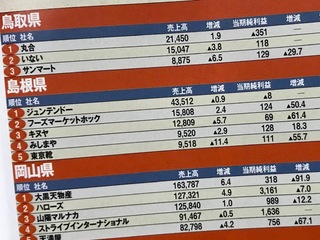 鳥取県
順位 社名 売上高 増減 当期純利益 増減
1 丸合 21,450 1.9 ▲351 —
2 いない 15,047 ▲3.8 118
3 サンマート 8,875 ▲6.5 129 ▲29.7
島根県
順位 社名 売上高 増減 当期純利益 増減
1 ジュンテンドー 43,512 ▲0.9 ▲8 —
2 フーズマーケットホック 15,808 2.4 124 ▲50.4
3 キヌヤ 12,809 ▲5.7 69 ▲61.4
4 みしまや 9,520 ▲2.9 128 18.3
5 東京靴 9,518 ▲11.4 111 ▲55.7
岡山県
順位 社名 売上高 増減 当期純利益 増減
1 大黒天物産 163,787 6.4 318 ▲91.9
2 ハローズ 127,841 4.9 3,161 ▲7.0
3 山陽マルナカ 125,840 1.0 989 ▲12.2
4 ストライプインターナショナル 91,467 ▲0.5 —
天満屋 82,798 ▲4.2 756 ▲67.1